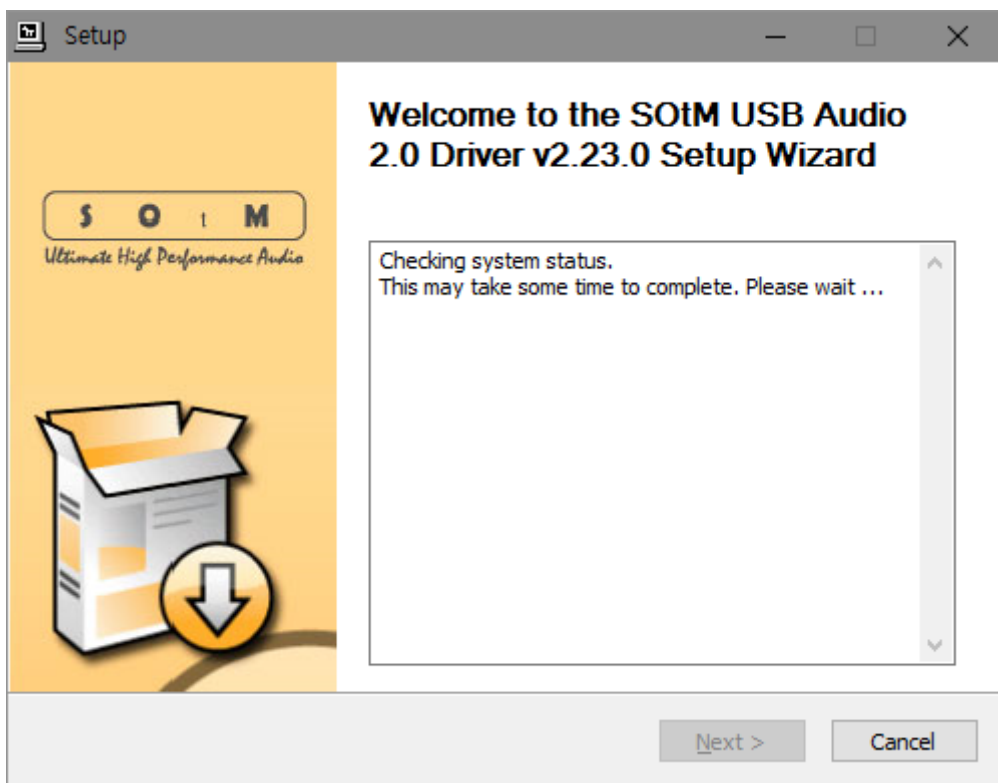 Setup
Welcome to the SOtM USB Audio
2.0 Driver v2.23.0 Setup Wizard
S O t M
Ultimate High Performance Audio
Checking system status.
This may take some time to complete. Please wait ...
Next >
Cancel